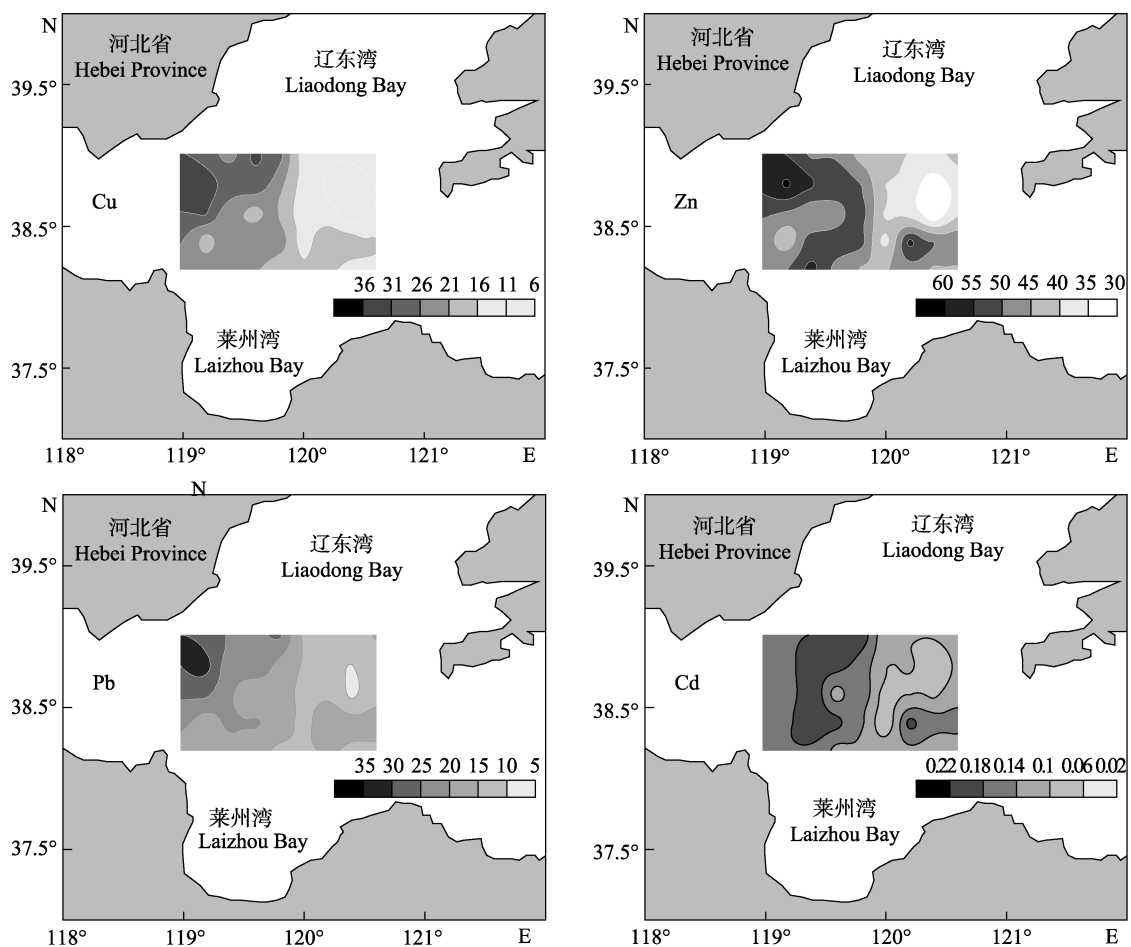 N
河北省
Hebei Province
辽东湾
Liaodong Bay
39.5°
Cu
38.5°
36 31 26 21 16 11 6
莱州湾
Laizhou Bay
37.5°
118° 119° 120° 121° E
N
河北省
Hebei Province
辽东湾
Liaodong Bay
39.5°
Zn
38.5°
60 55 50 45 40 35 30
莱州湾
Laizhou Bay
37.5°
118° 119° 120° 121° E
N
N
河北省
Hebei Province
辽东湾
Liaodong Bay
39.5°
Pb
38.5°
35 30 25 20 15 10 5
莱州湾
Laizhou Bay
37.5°
118° 119° 120° 121° E
N
河北省
Hebei Province
辽东湾
Liaodong Bay
39.5°
Cd
38.5°
0.22 0.18 0.14 0.1 0.06 0.02
莱州湾
Laizhou Bay
37.5°
118° 119° 120° 121° E